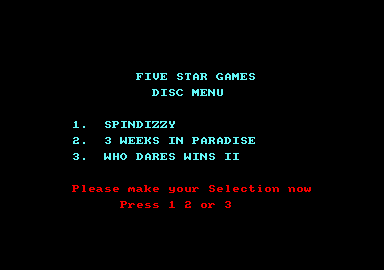 FIVE STAR GAMES
DISC MENU
1. SPINDIZZY
2. 3 WEEKS IN PARADISE
3. WHO DARES WINS II
Please make your Selection now
Press 1 2 or 3